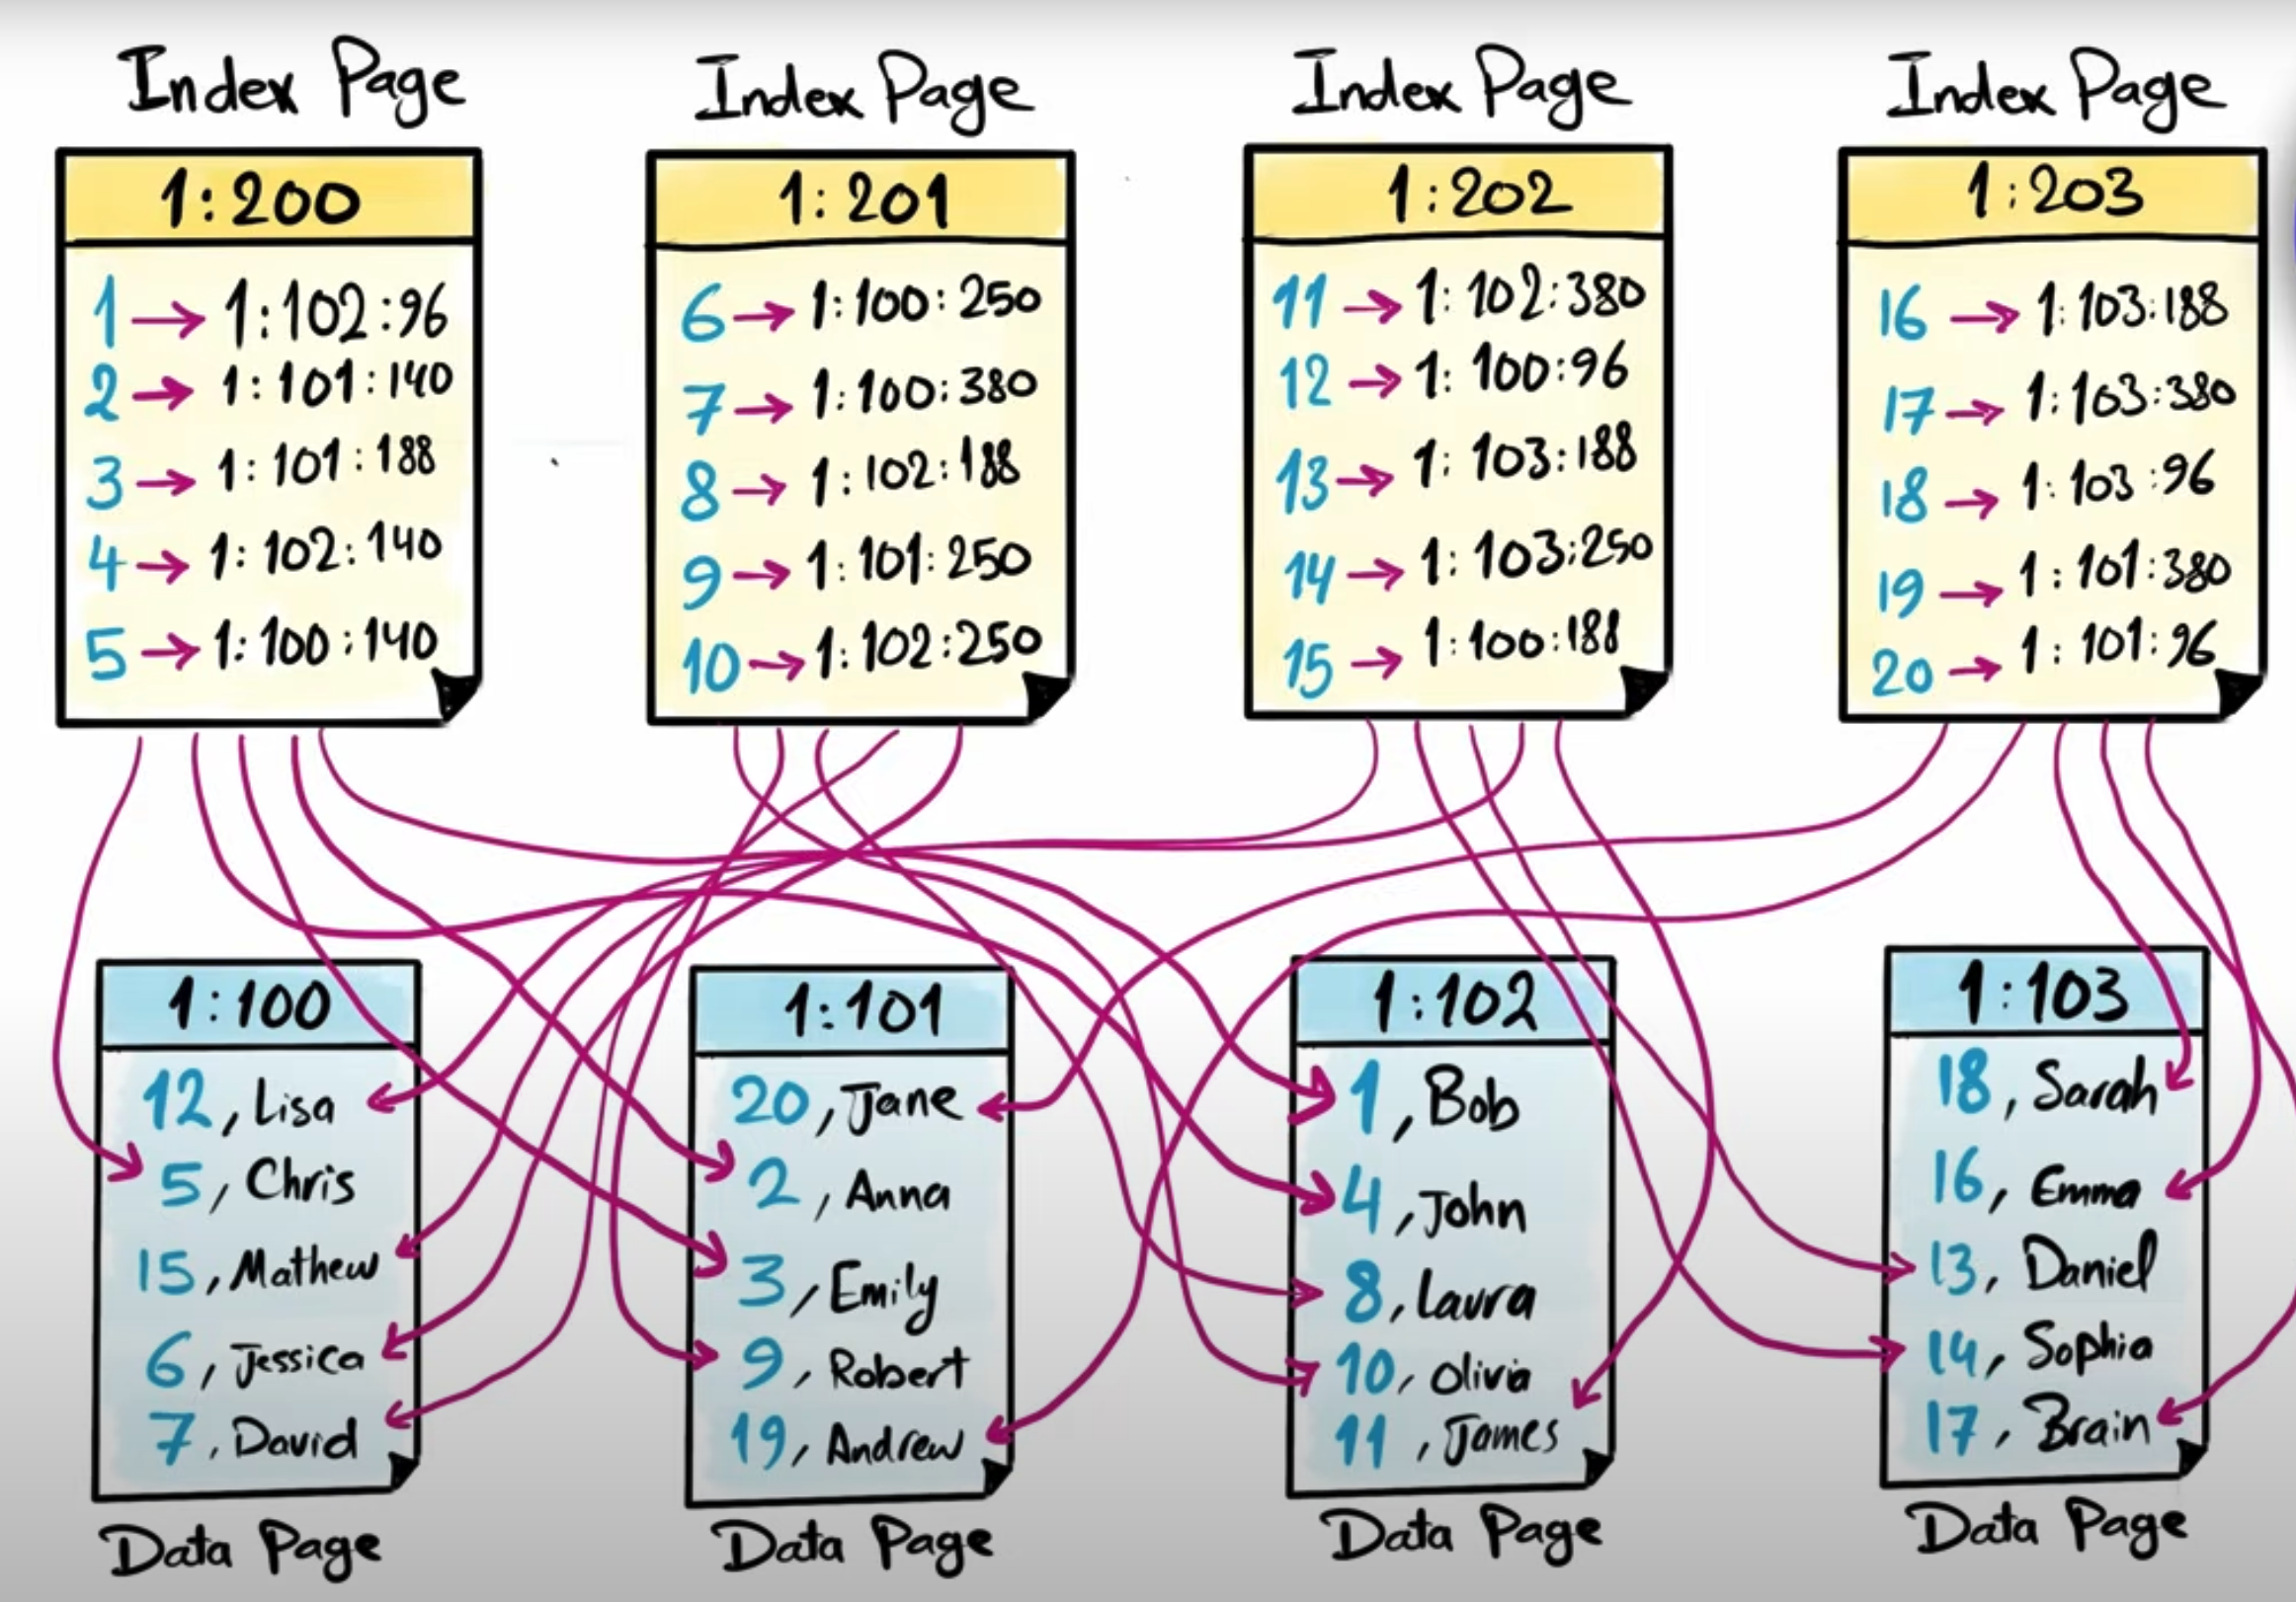 Index Page
1:200
1 → 1:102:96
2 → 1:101:140
3 → 1:101:188
4 → 1:102:140
5 → 1:100:140
Index Page
1:201
6 → 1:100:250
7 → 1:100:380
8 → 1:102:188
9 → 1:101:250
10 → 1:102:250
Index Page
1:202
11 → 1:102:380
12 → 1:100:96
13 → 1:103:188
14 → 1:103:250
15 → 1:100:188
Index Page
1:203
16 → 1:103:188
17 → 1:103:380
18 → 1:103:96
19 → 1:101:380
20 → 1:101:96
1:100
12, Lisa
5, Chris
15, Mathew
6, Jessica
7, David
Data Page
1:101
20, Jane
2, Anna
3, Emily
9, Robert
19, Andrew
Data Page
1:102
1, Bob
4, John
8, Laura
10, Olivia
11, James
Data Page
1:103
18, Sarah
16, Emma
13, Daniel
14, Sophia
17, Brain
Data Page